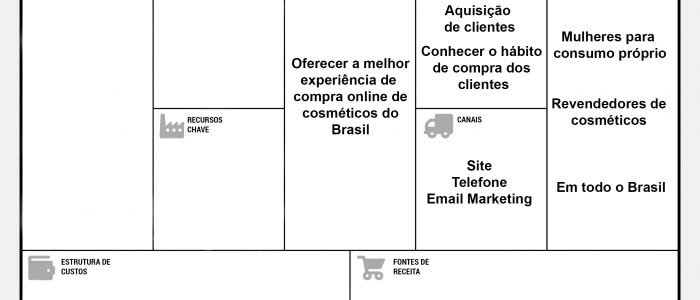 Aquisição
de clientes
Conhecer o hábito
de compra dos
clientes
Mulheres para
consumo próprio
Revendedores de
cosméticos
Em todo o Brasil
Oferecer a melhor
experiência de
compra online de
cosméticos do
Brasil
RECURSOS
CHAVE
CANAIS
Site
Telefone
Email Marketing
ESTRUTURA DE
CUSTOS
FONTES DE
RECEITA